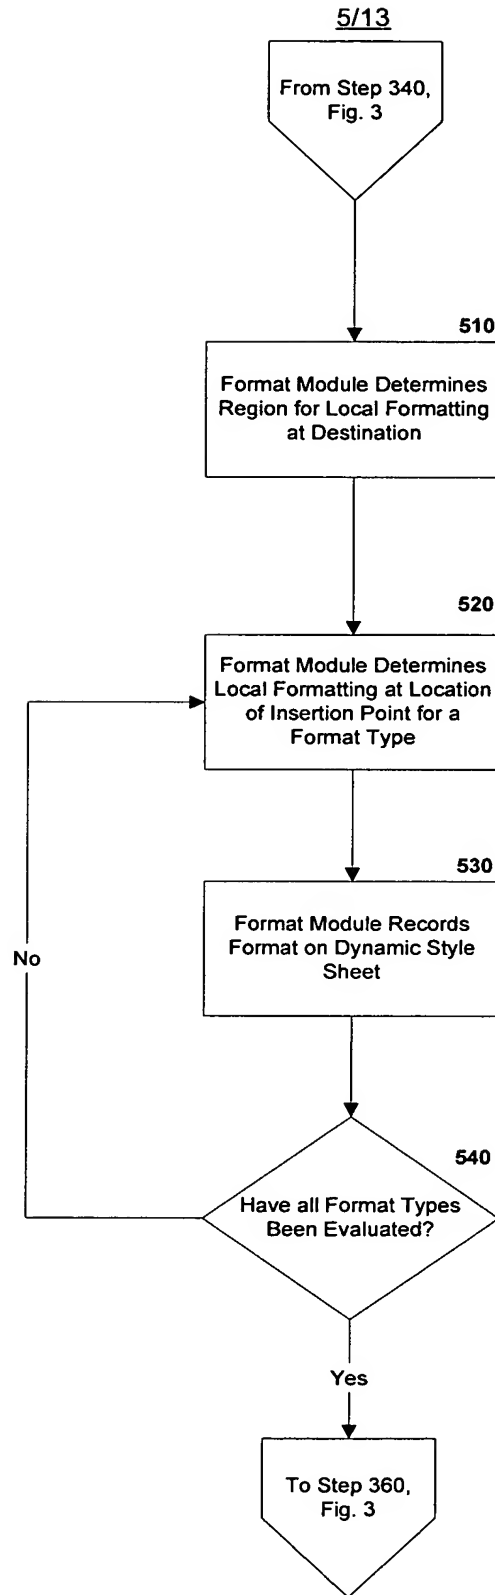 5/13
From Step 340,
Fig. 3
510
Format Module Determines
Region for Local Formatting
at Destination
520
Format Module Determines
Local Formatting at Location
of Insertion Point for a
Format Type
530
Format Module Records
Format on Dynamic Style
Sheet
No
540
Have all Format Types
Been Evaluated?
Yes
To Step 360,
Fig. 3